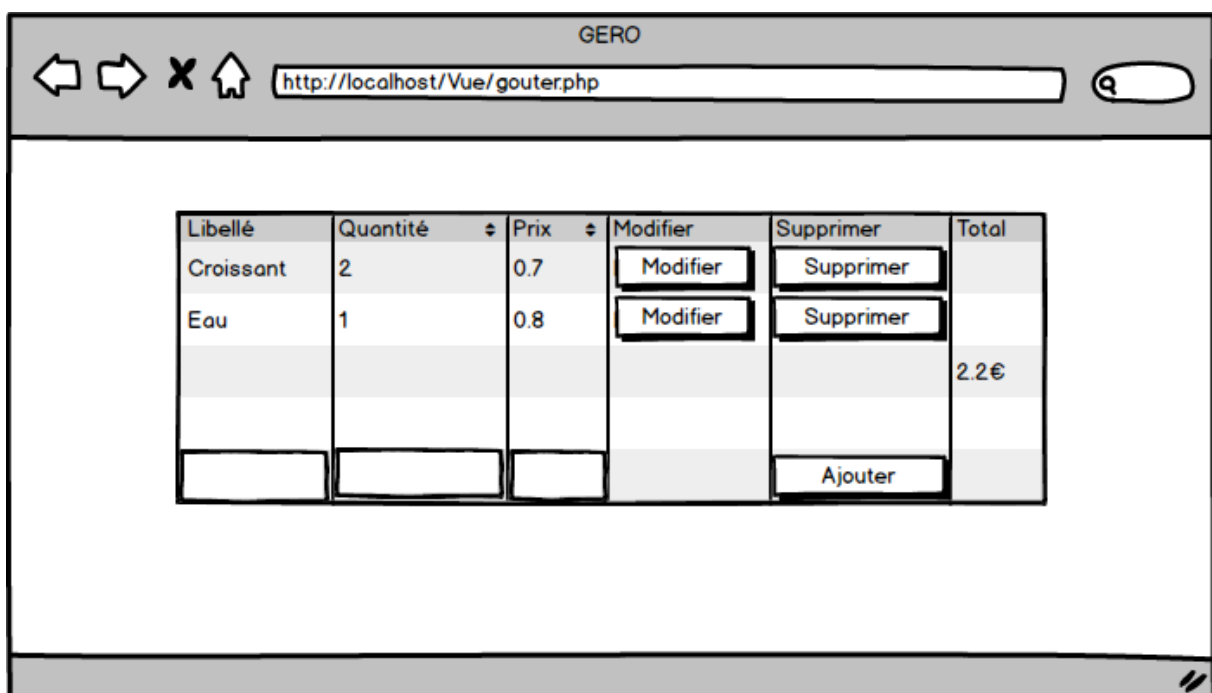 GERO
http://localhost/Vue/gouter.php
Libellé Quantité Prix Modifier Supprimer Total
Croissant 2 0.7 Modifier Supprimer
Eau 1 0.8 Modifier Supprimer
2.2€
Ajouter